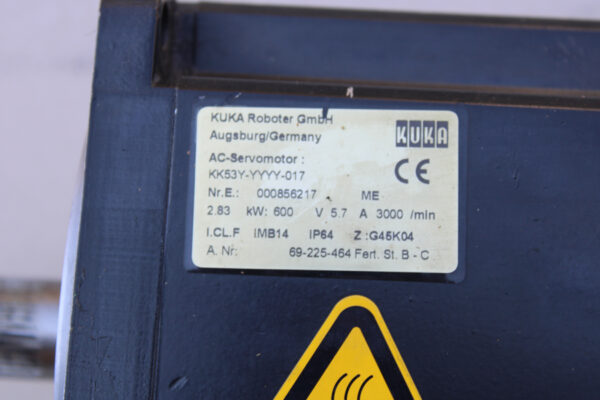 KUKA Roboter GmbH
Augsburg/Germany
KUKA
AC-Servomotor :
CE
KK53Y-YYYY-017
Nr.E.: 000856217 ME
2.83 kW: 600 V 5.7 A 3000 /min
I.CL.F IMB14 IP64 Z :G45K04
A. Nr: 69-225-464 Fert. St. B - C